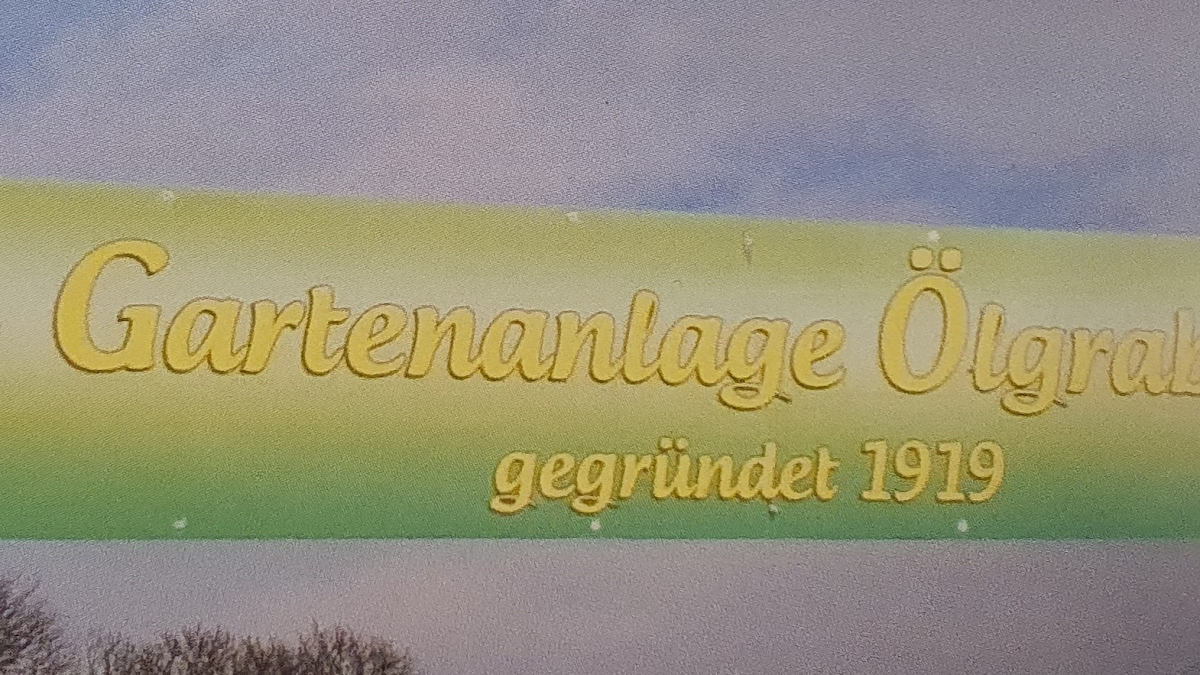 Gartenanlage Ölgrab
gegründet 1919